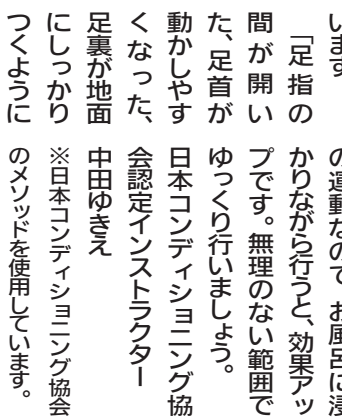 います
「足指の
間が開い
た、足首が
動かしやす
くなった、
足裏が地面
にしっかり
つくように
の運動なので、お風呂に浸
かりながら行うと、効果アッ
プです。無理のない範囲で
ゆっくり行いましょう。
日本コンディショニング協
会認定インストラクター
中田ゆきえ
※日本コンディショニング協会
のメソッドを使用しています。